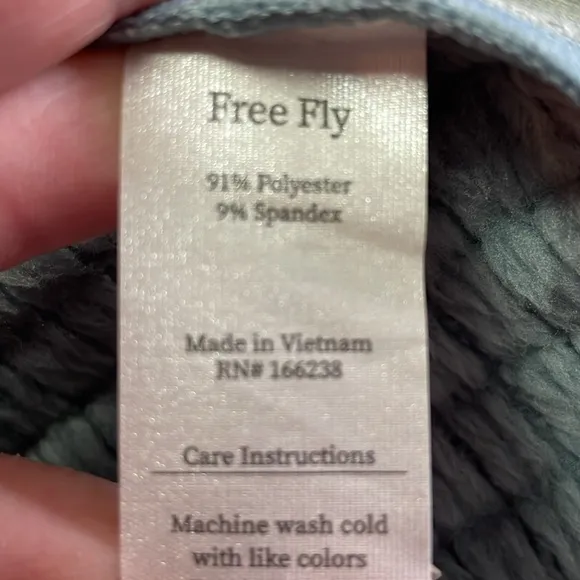 Free Fly
91% Polyester
9% Spandex
Made in Vietnam
RN# 166238
Care Instructions
Machine wash cold
with like colors